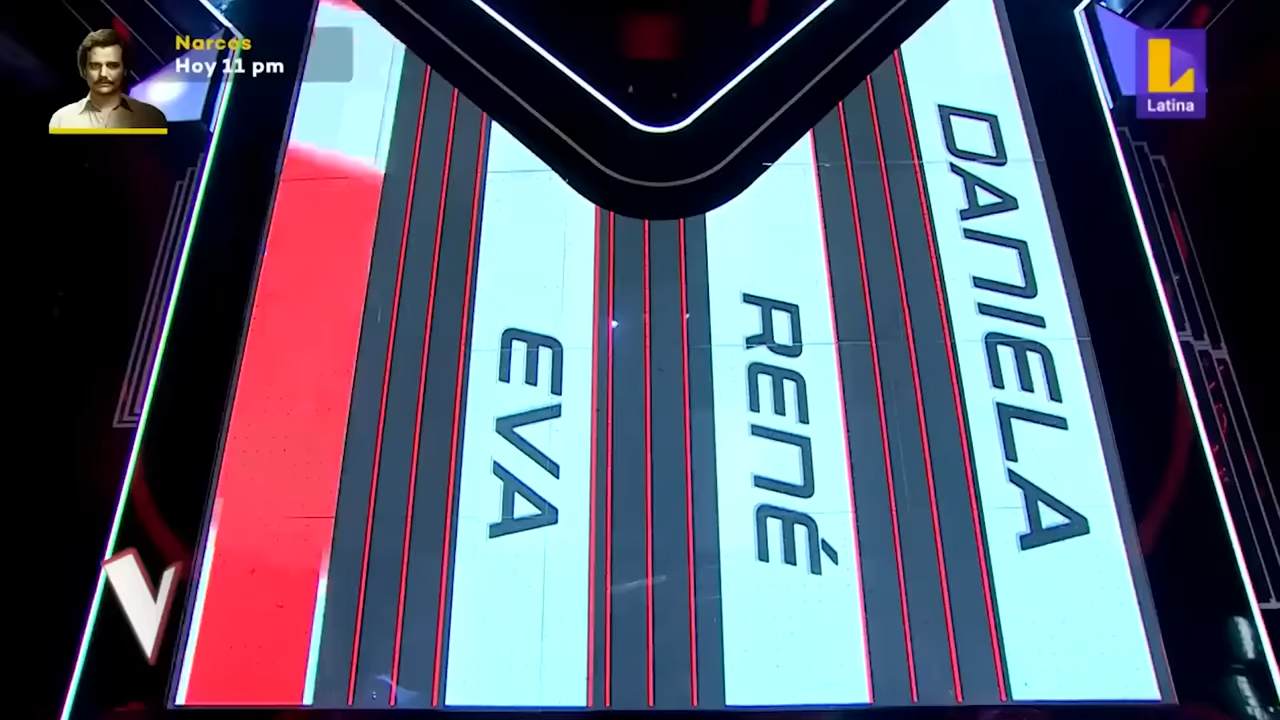 Narcos
Hoy 11 pm
Latina
EVA
RENÉ
DANIELA